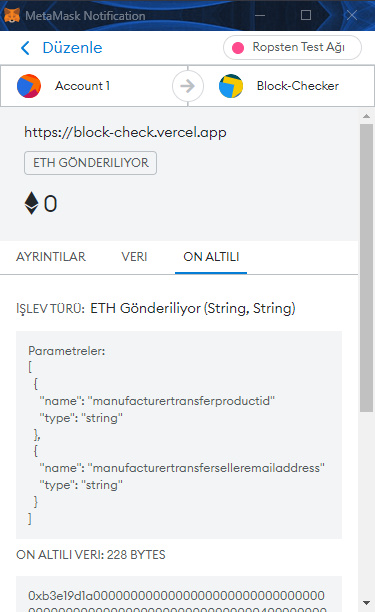 MetaMask Notification
Düzenle
Ropsten Test Ağı
Account 1
Block-Checker
https://block-check.vercel.app
ETH GÖNDERILIYOR
0
AYRINTILAR VERI ON ALTILI
İŞLEV TÜRÜ: ETH Gönderiliyor (String, String)
Parametreler:
[
{
"name": "manufacturertransferproductid"
"type": "string"
},
{
"name": "manufacturertransferselleremailaddress"
"type": "string"
}
]
ON ALTILI VERI: 228 BYTES